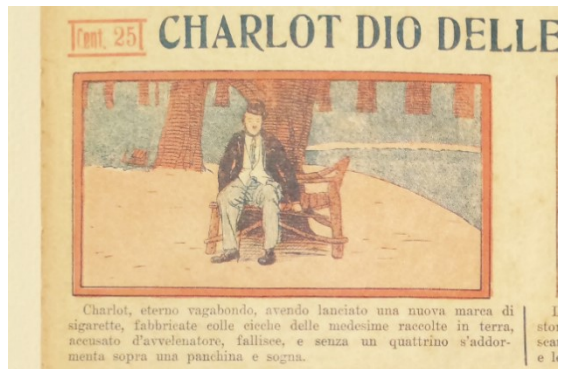 Cent. 25
CHARLOT DIO DELLE
Charlot, eterno vagabondo, avendo lanciato una nuova marca di
sigarette, fabbricate colle cicche delle medesime raccolte in terra,
accusato d'avvelenatore, fallisce, e senza un quattrino s'addor-
menta sopra una panchina e sogna.